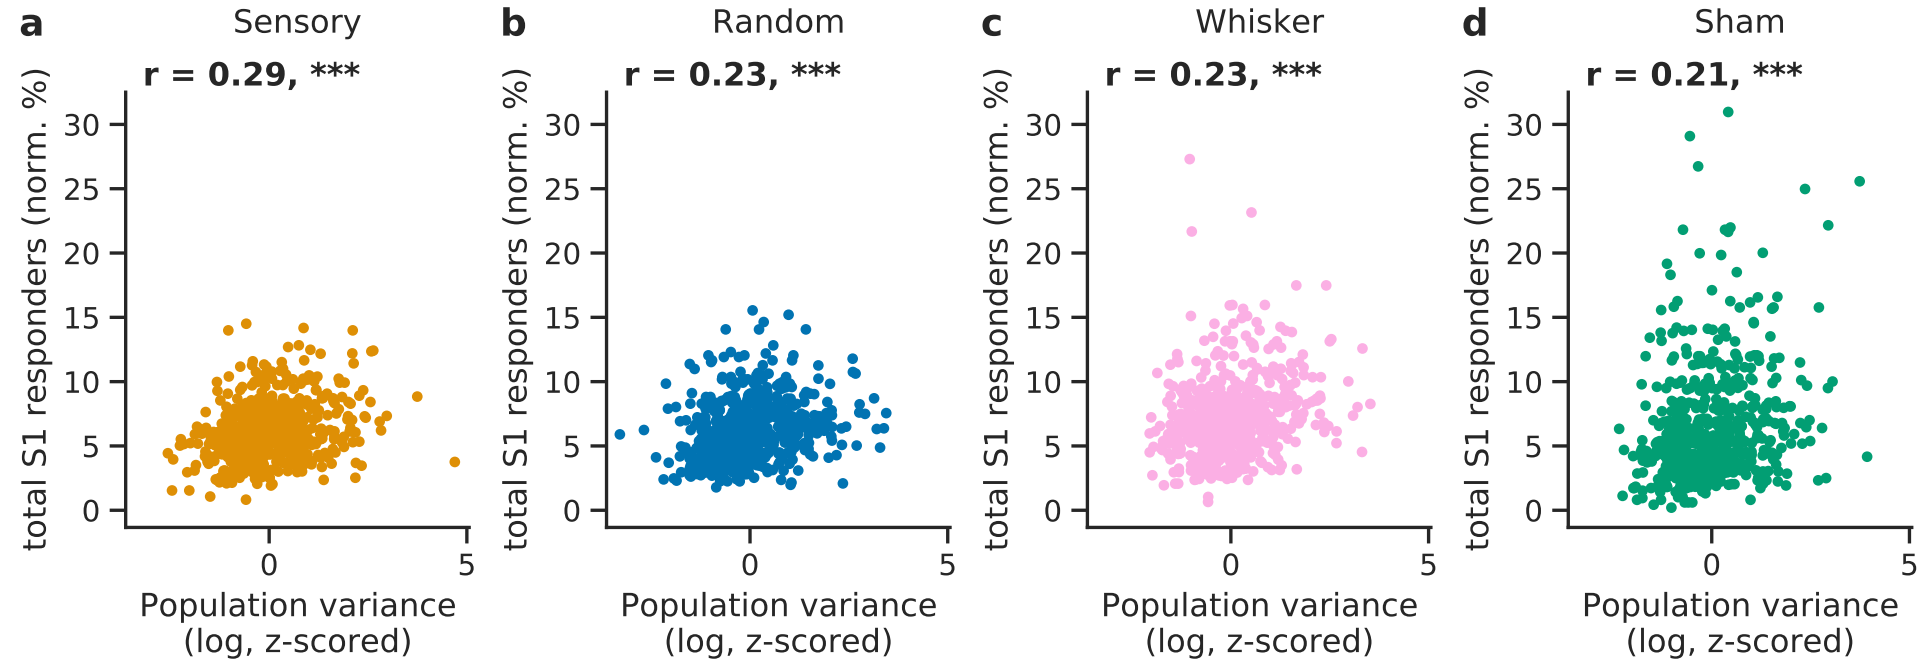 a Sensory
r = 0.29, ***
total S1 responders (norm. %)
30
25
20
15
10
5
0
0 5
Population variance
(log, z-scored)
b Random
r = 0.23, ***
total S1 responders (norm. %)
30
25
20
15
10
5
0
0 5
Population variance
(log, z-scored)
c Whisker
r = 0.23, ***
total S1 responders (norm. %)
30
25
20
15
10
5
0
0 5
Population variance
(log, z-scored)
d Sham
r = 0.21, ***
total S1 responders (norm. %)
30
25
20
15
10
5
0
0 5
Population variance
(log, z-scored)